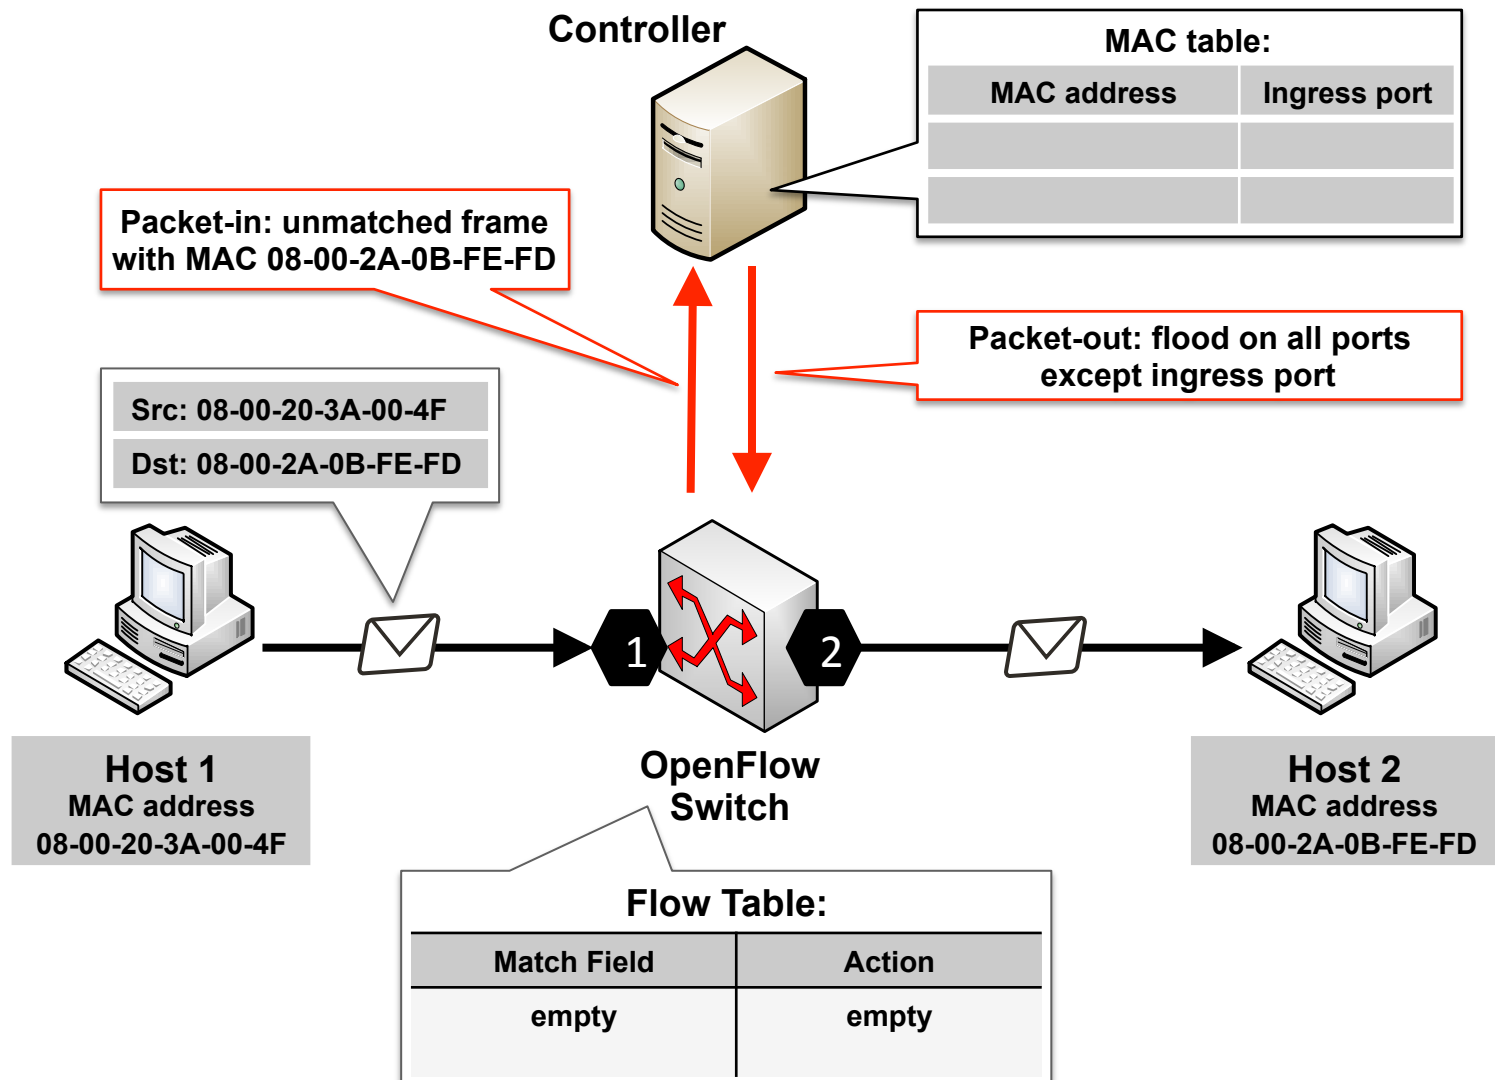 Controller
MAC table:
MAC address Ingress port
Packet-in: unmatched frame
with MAC 08-00-2A-0B-FE-FD
Packet-out: flood on all ports
except ingress port
Src: 08-00-20-3A-00-4F
Dst: 08-00-2A-0B-FE-FD
1 2
Host 1
MAC address
08-00-20-3A-00-4F
OpenFlow
Switch
Host 2
MAC address
08-00-2A-0B-FE-FD
Flow Table:
Match Field Action
empty empty